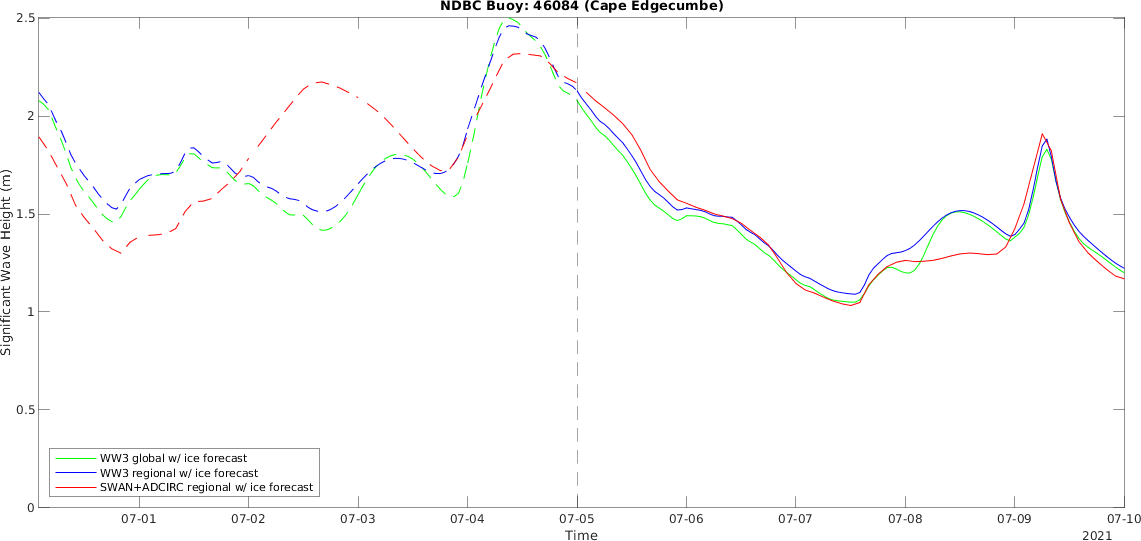 NDBC Buoy: 46084 (Cape Edgecumbe)
2.5
2
1.5
1
0.5
0
Significant Wave Height (m)
WW3 global w/ ice forecast
WW3 regional w/ ice forecast
SWAN+ADCIRC regional w/ ice forecast
07-01 07-02 07-03 07-04 07-05 07-06 07-07 07-08 07-09 07-10
Time
2021